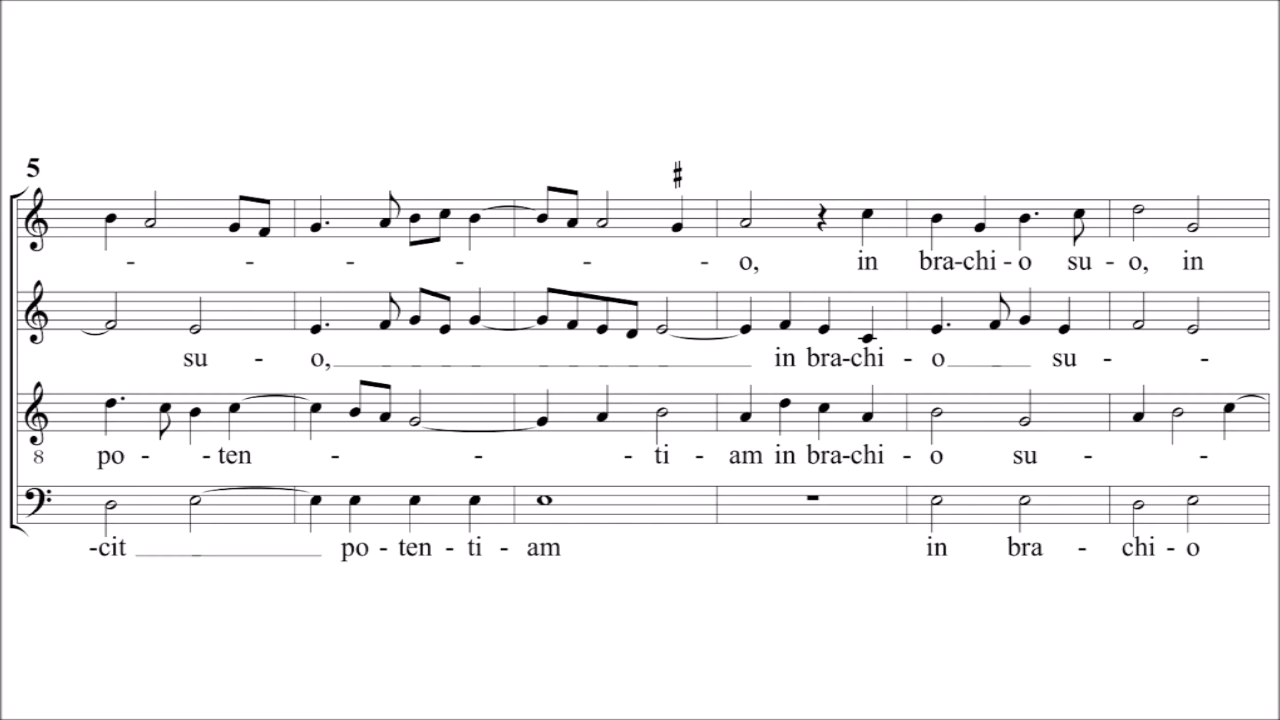 5
- - - - - - o, in bra-chi - o su - o, in
su - o, in bra-chi - o su - -
8
po - - ten - - - ti - am in bra-chi - o su - -
-cit po - ten - ti - am in bra - chi - o